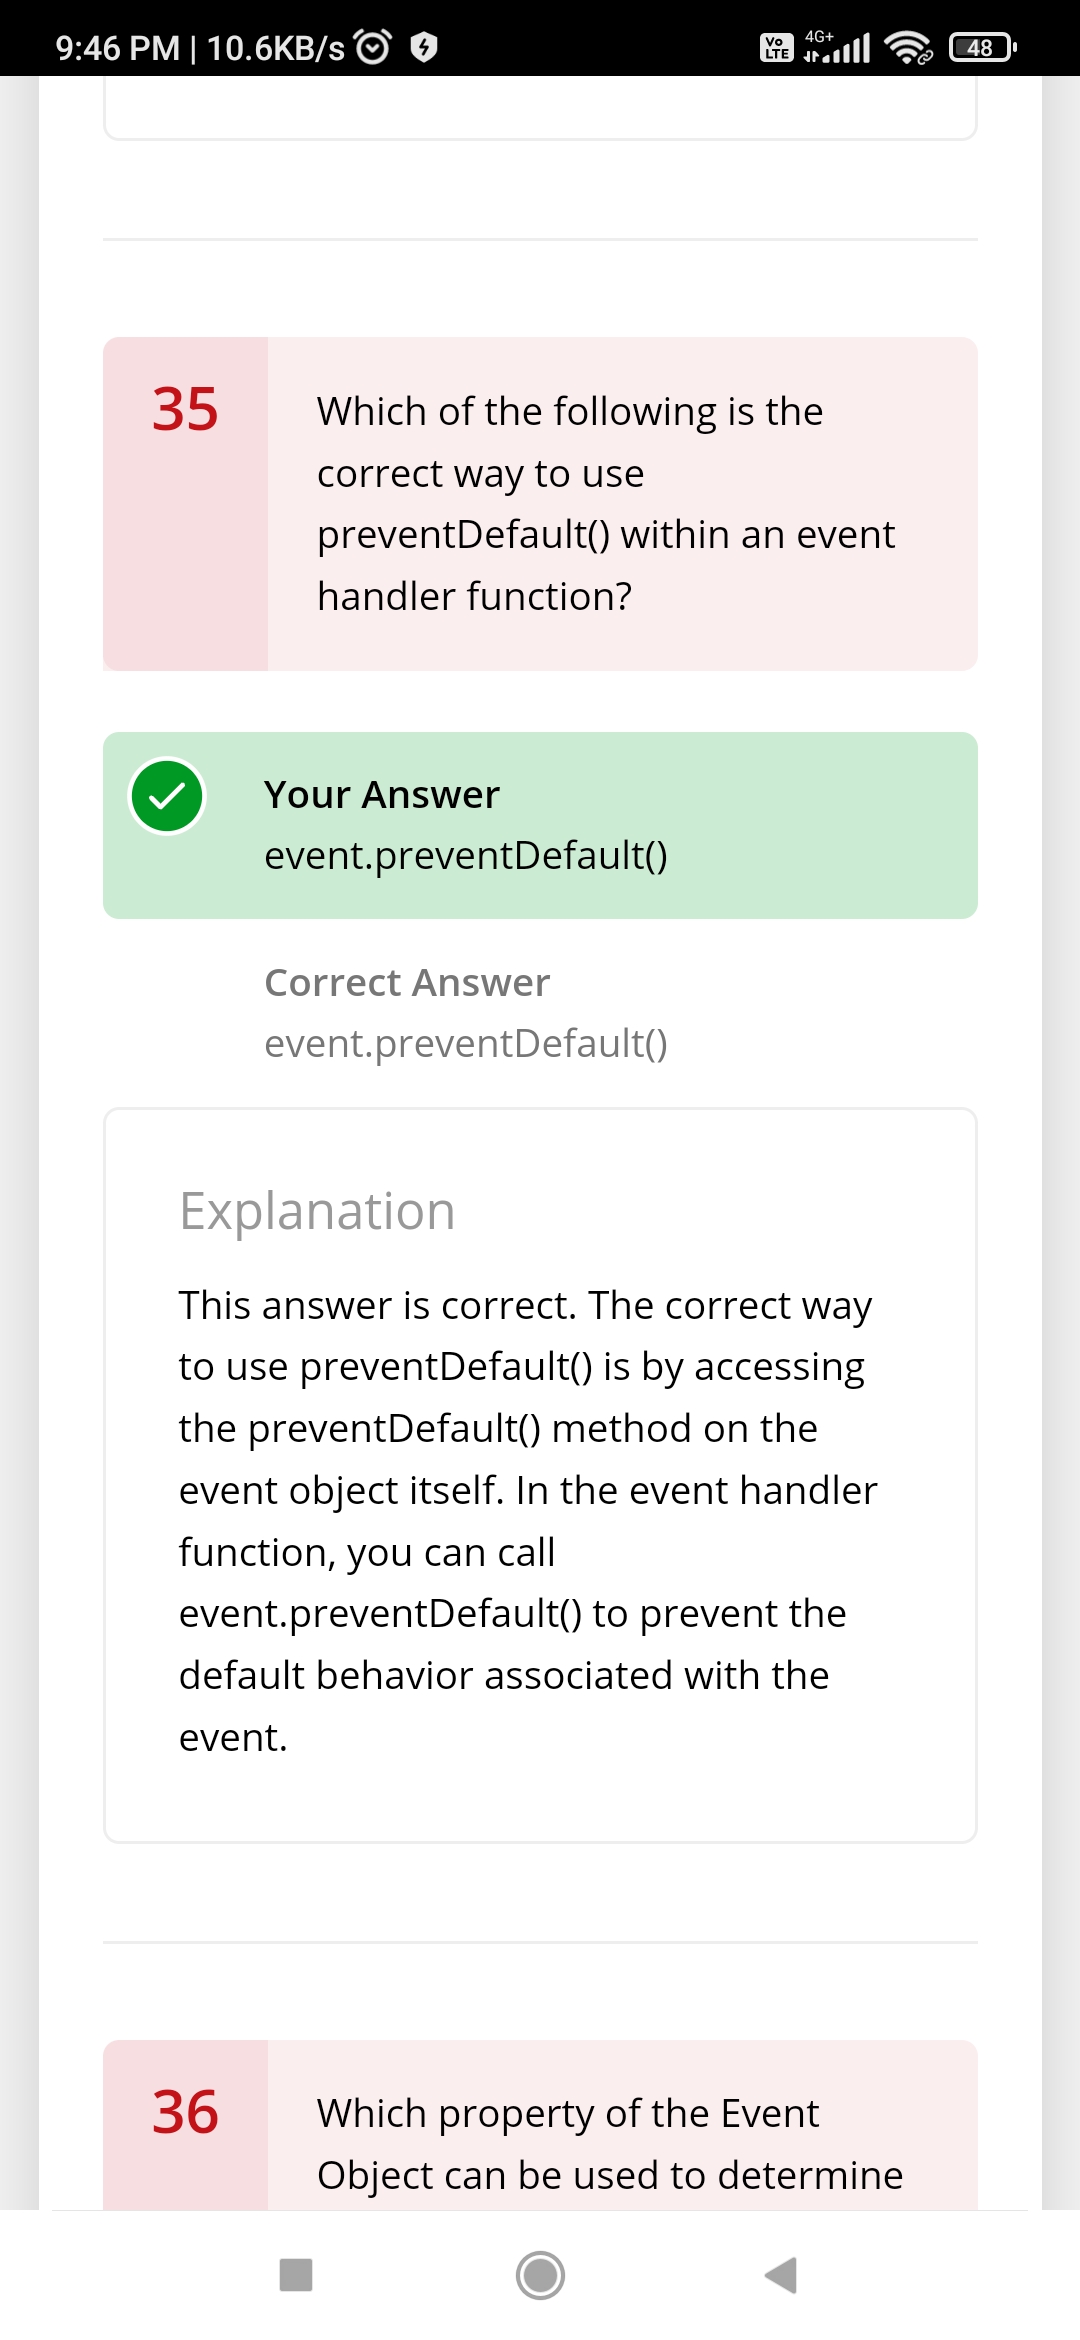 9:46 PM | 10.6KB/s
Vo LTE 4G+ 48
35
Which of the following is the
correct way to use
preventDefault() within an event
handler function?
Your Answer
event.preventDefault()
Correct Answer
event.preventDefault()
Explanation
This answer is correct. The correct way
to use preventDefault() is by accessing
the preventDefault() method on the
event object itself. In the event handler
function, you can call
event.preventDefault() to prevent the
default behavior associated with the
event.
36
Which property of the Event
Object can be used to determine